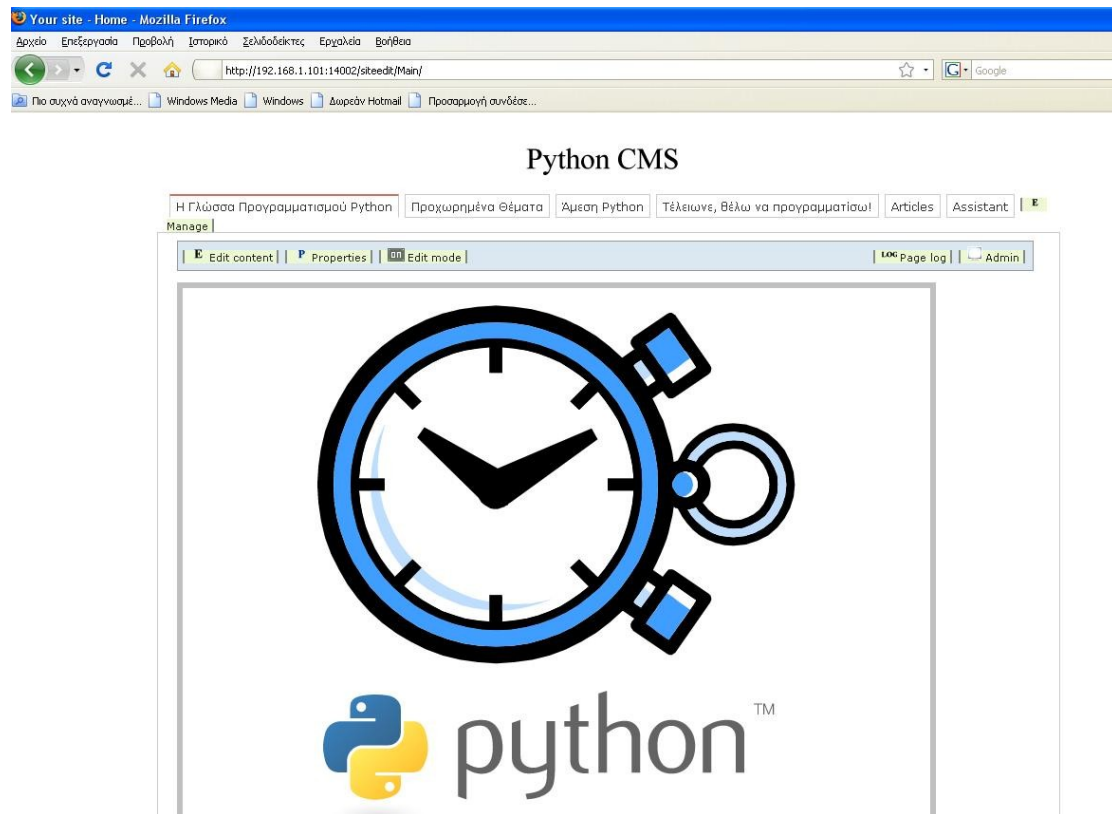 Your site - Home - Mozilla Firefox
Αρχείο Επεξεργασία Προβολή Ιστορικό Σελιδοδείκτες Εργαλεία Βοήθεια
http://192.168.1.101:14002/siteedit/Main/ G Google
Πιο συχνά αναγνωσμέ... Windows Media Windows Δωρεάν Hotmail Προσαρμογή συνδέσε...
Python CMS
Η Γλώσσα Προγραμματισμού Python Προχωρημένα Θέματα Άμεση Python Τέλειωνε, θέλω να προγραμματίσω! Articles Assistant | E
Manage |
| E Edit content | | P Properties | | on Edit mode | | LOG Page log | | Admin |
python™